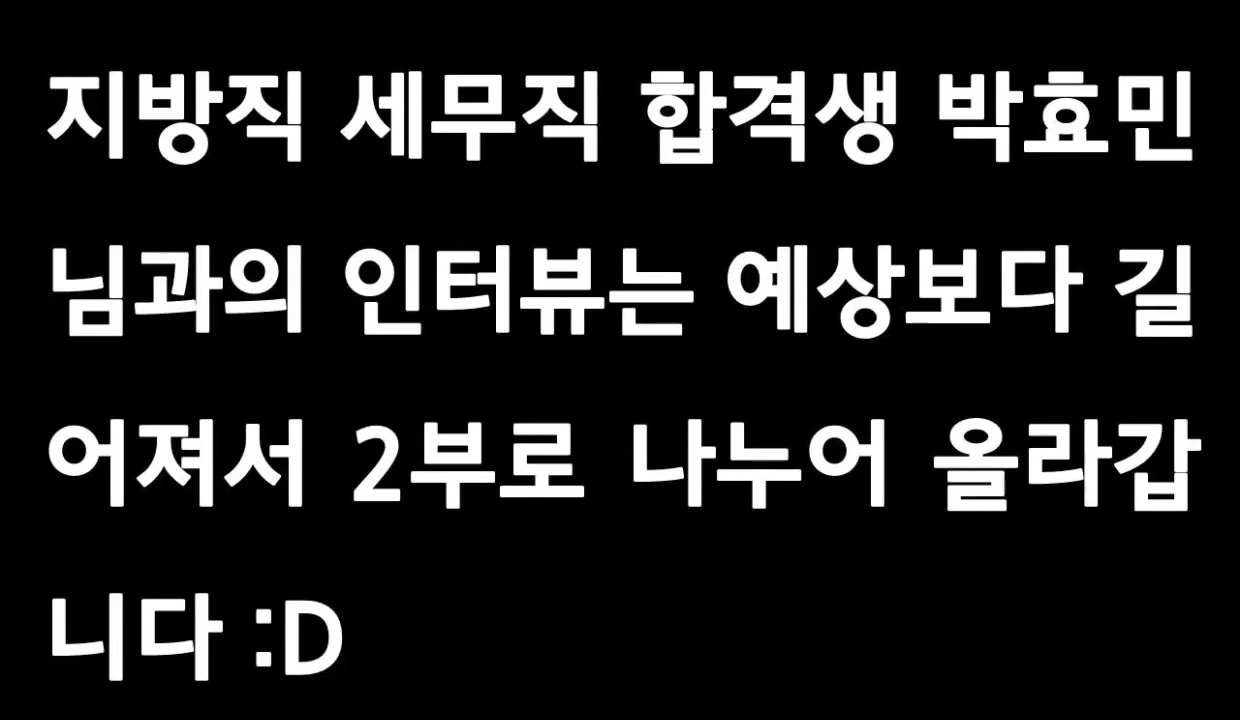 지방직 세무직 합격생 박효민
님과의 인터뷰는 예상보다 길
어져서 2부로 나누어 올라갑
니다 :D